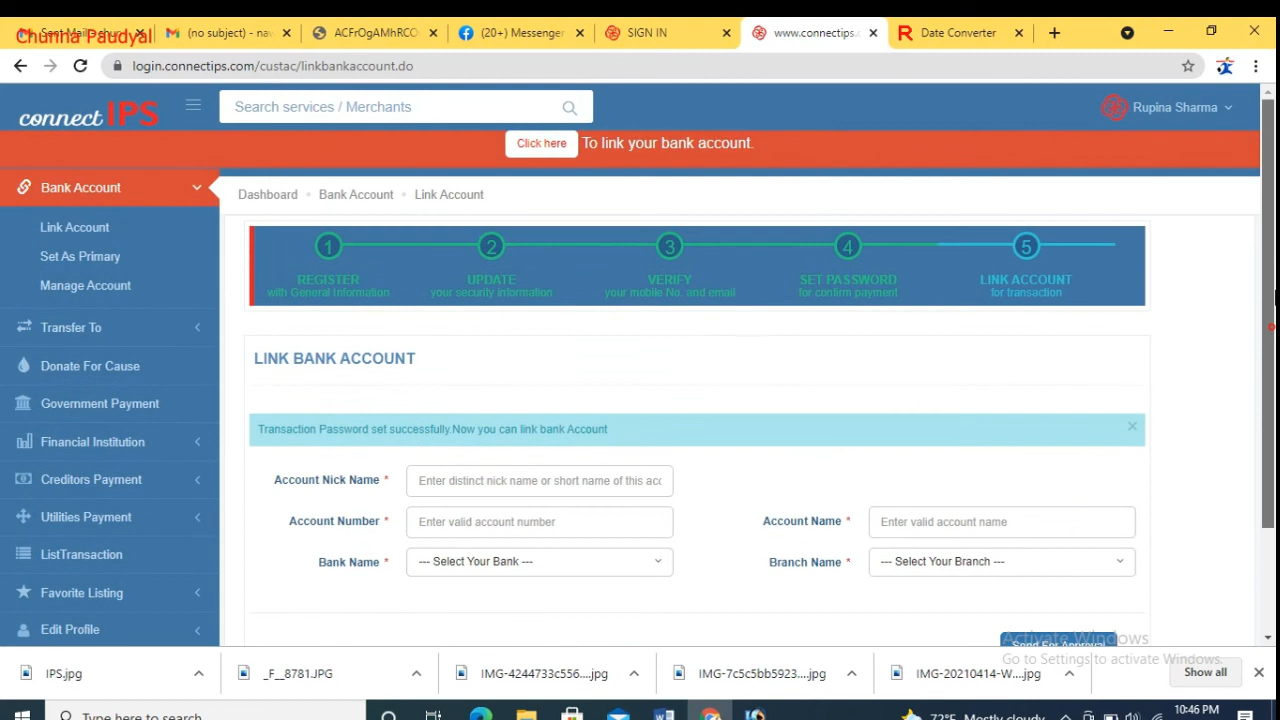 Chunna Paudyal
(no subject) - na
ACFrOgAMhRCO
(20+) Messenger
SIGN IN
www.connectips.c
Date Converter
login.connectips.com/custac/linkbankaccount.do
connect IPS
Search services / Merchants
Rupina Sharma
Click here To link your bank account.
Bank Account
Dashboard • Bank Account • Link Account
Link Account
Set As Primary
Manage Account
Transfer To
Donate For Cause
Government Payment
Financial Institution
Creditors Payment
Utilities Payment
ListTransaction
Favorite Listing
Edit Profile
1 2 3 4 5
REGISTER UPDATE VERIFY SET PASSWORD LINK ACCOUNT
with General Information your security information your mobile No. and email for confirm payment for transaction
LINK BANK ACCOUNT
Transaction Password set successfully.Now you can link bank Account
Account Nick Name * Enter distinct nick name or short name of this acc
Account Number * Enter valid account number Account Name * Enter valid account name
Bank Name * --- Select Your Bank --- Branch Name * --- Select Your Branch ---
Send For Approval
Activate Windows
Go to Settings to activate Windows.
IPS.jpg _F__8781.JPG IMG-4244733c556....jpg IMG-7c5c5bb5923....jpg IMG-20210414-W....jpg Show all
Type here to search 72°F Mostly cloudy 10:46 PM